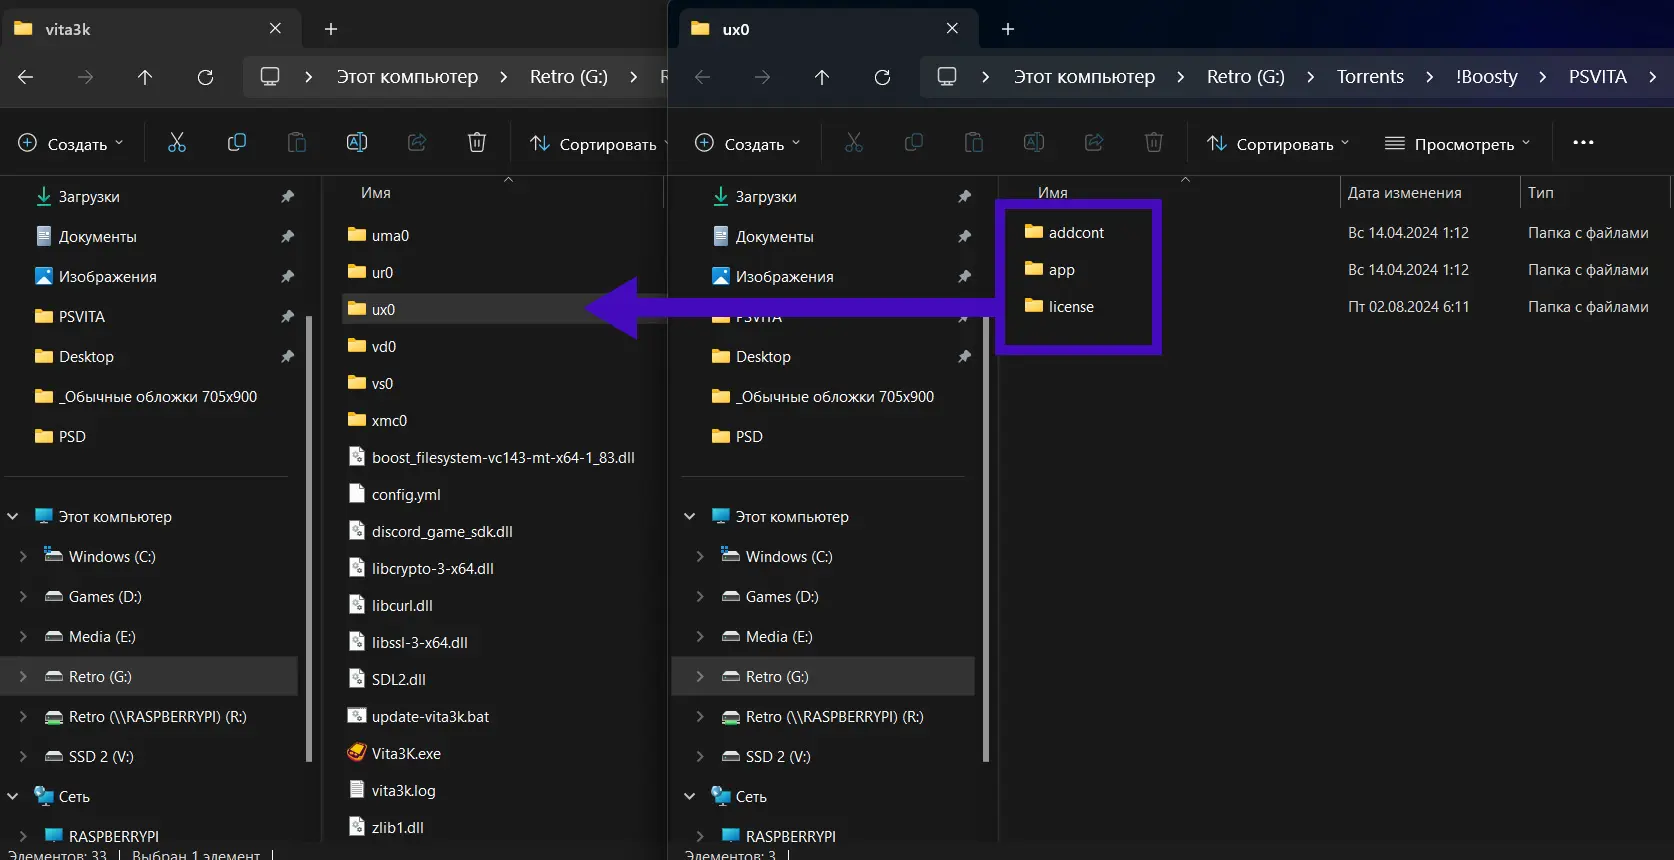 vita3k
Этот компьютер
Retro (G:)
Создать
Сортировать
Загрузки
Документы
Изображения
PSVITA
Desktop
_Обычные обложки 705x900
PSD
Этот компьютер
Windows (C:)
Games (D:)
Media (E:)
Retro (G:)
Retro (\\RASPBERRYPI) (R:)
SSD 2 (V:)
Сеть
RASPBERRYPI
Элементов: 33
Выбран 1 элемент
Имя
uma0
ur0
ux0
vd0
vs0
xmc0
boost_filesystem-vc143-mt-x64-1_83.dll
config.yml
discord_game_sdk.dll
libcrypto-3-x64.dll
libcurl.dll
libssl-3-x64.dll
SDL2.dll
update-vita3k.bat
Vita3K.exe
vita3k.log
zlib1.dll
ux0
Этот компьютер
Retro (G:)
Torrents
!Boosty
PSVITA
Создать
Сортировать
Просмотреть
Загрузки
Документы
Изображения
PSVITA
Desktop
_Обычные обложки 705x900
PSD
Этот компьютер
Windows (C:)
Games (D:)
Media (E:)
Retro (G:)
Retro (\\RASPBERRYPI) (R:)
SSD 2 (V:)
Сеть
RASPBERRYPI
Элементов: 3
Имя Дата изменения Тип
addcont Вс 14.04.2024 1:12 Папка с файлами
app Вс 14.04.2024 1:12 Папка с файлами
license Пт 02.08.2024 6:11 Папка с файлами